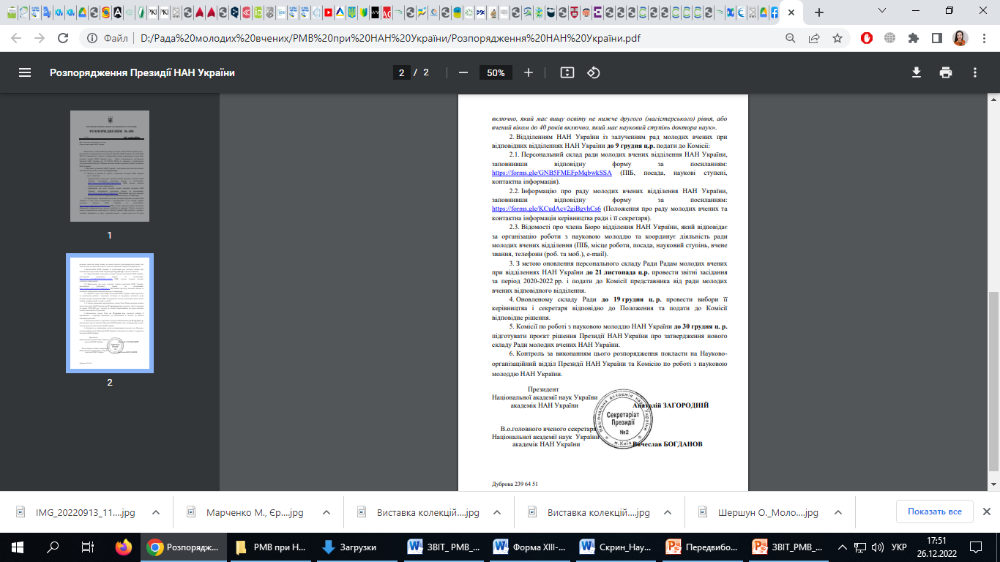 Файл
D:/Рада%20молодих%20вчених/РМВ%20при%20НАН%20України/Розпорядження%20НАН%20України.pdf
Розпорядження Президії НАН України
2 / 2
50%
РОЗПОРЯДЖЕННЯ № 490
1
2
включно, який має вищу освіту не нижче другого (магістерського) рівня, або
вчений віком до 40 років включно, який має науковий ступінь доктора наук».
2. Відділенням НАН України із залученням рад молодих вчених при
відповідних відділеннях НАН України до 9 грудня ц.р. подати до Комісії:
2.1. Персональний склад ради молодих вчених відділення НАН України,
заповнивши відповідну форму за посиланням:
https://forms.gle/GNB5FMEFpMqbwkSSA (ПІБ, посада, наукові ступені,
контактна інформація).
2.2. Інформацію про раду молодих вчених відділення НАН України,
заповнивши відповідну форму за посиланням:
https://forms.gle/KCudAcv2giBgvhCs6 (Положення про раду молодих вчених та
контактна інформація керівництва ради і її секретаря).
2.3. Відомості про члена Бюро відділення НАН України, який відповідає
за організацію роботи з науковою молоддю та координує діяльність ради
молодих вчених відділення (ПІБ, місце роботи, посада, науковий ступінь, вчене
звання, телефони (роб. та моб.), e-mail).
3. З метою оновлення персонального складу Ради Радам молодих вчених
при відділеннях НАН України до 21 листопада ц.р. провести звітні засідання
за період 2020-2022 рр. і подати до Комісії представника від ради молодих
вчених відповідного відділення.
4. Оновленому складу Ради до 19 грудня ц. р. провести вибори її
керівництва і секретаря відповідно до Положення та подати до Комісії
відповідне рішення.
5. Комісії по роботі з науковою молоддю НАН України до 30 грудня ц. р.
підготувати проєкт рішення Президії НАН України про затвердження нового
складу Ради молодих вчених НАН України.
6. Контроль за виконанням цього розпорядження покласти на Науково-
організаційний відділ Президії НАН України та Комісію по роботі з науковою
молоддю НАН України.
Президент
Національної академії наук України
академік НАН України
Анатолій ЗАГОРОДНІЙ
Національна академія наук України
Секретаріат
Президії
№2
м.Київ
В.о.головного вченого секретаря
Національної академії наук України
академік НАН України
Вячеслав БОГДАНОВ
Дуброва 239 64 51
IMG_20220913_11....jpg
Марченко М., Єр....jpg
Виставка колекцій....jpg
Виставка колекцій....jpg
Шершун О._Моло....jpg
Показать все
Розпорядж...
РМВ при Н...
Загрузки
ЗВІТ_ РМВ_...
Форма XIII-...
Скрин_Нау...
Передвибо...
ЗВІТ_РМВ_...
УКР
17:51
26.12.2022